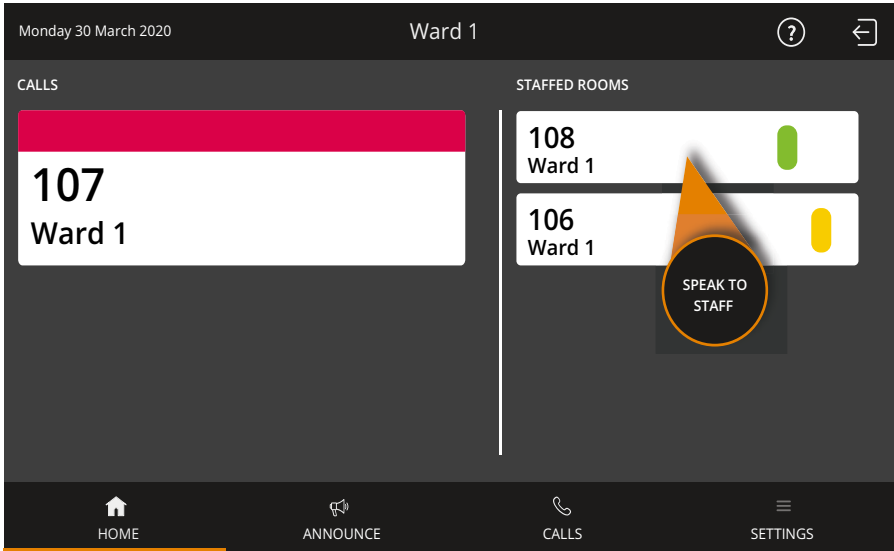 Monday 30 March 2020
Ward 1
?
CALLS
107
Ward 1
STAFFED ROOMS
108
Ward 1
106
Ward 1
SPEAK TO
STAFF
HOME
ANNOUNCE
CALLS
SETTINGS